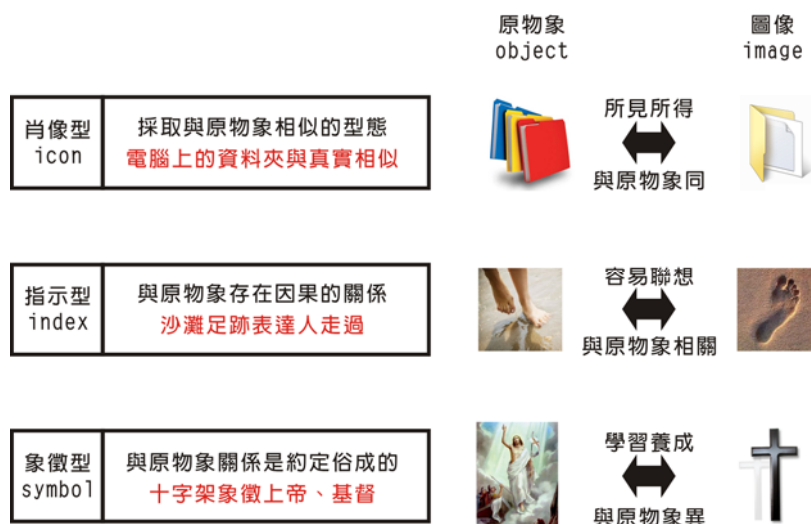 原物象
object
圖像
image
肖像型
icon
採取與原物象相似的型態
電腦上的資料夾與真實相似
所見所得
與原物象同
指示型
index
與原物象存在因果的關係
沙灘足跡表達人走過
容易聯想
與原物象相關
象徵型
symbol
與原物象關係是約定俗成的
十字架象徵上帝、基督
學習養成
與原物象異